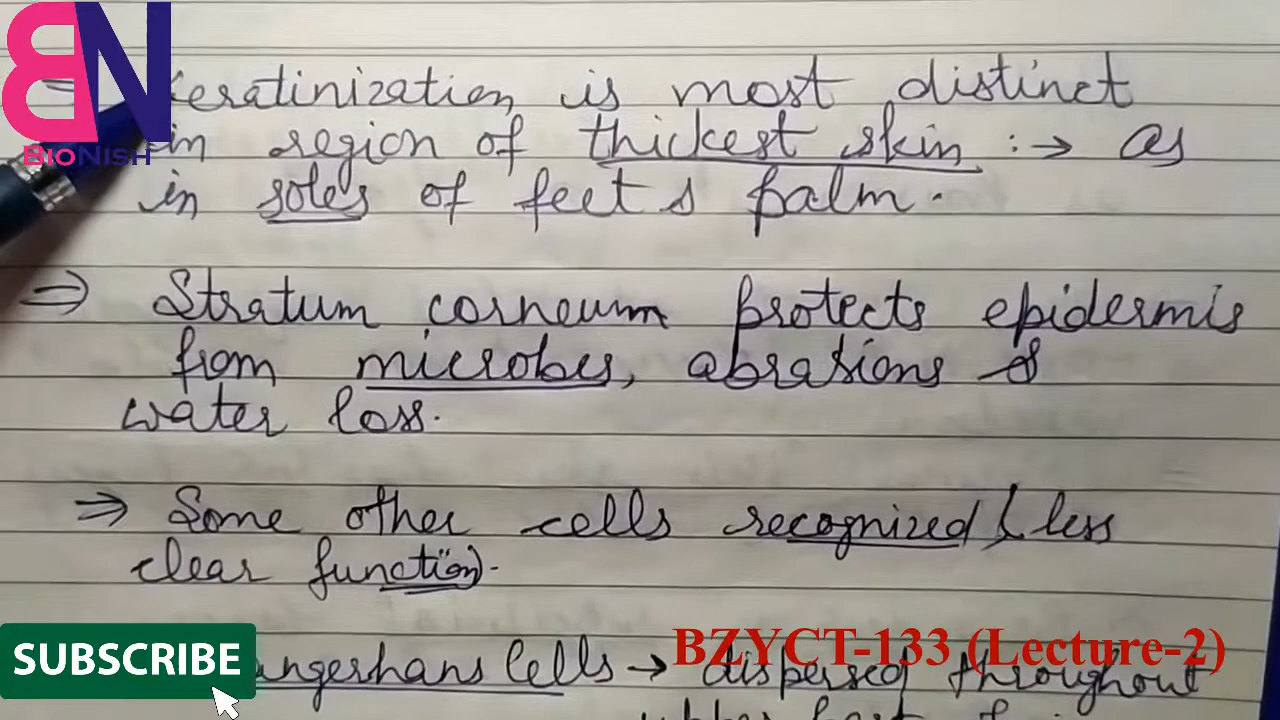 BN
BIONISH
⇒ Keratinization is most distinct
in region of thickest skin :→ as
in soles of feet & palm.
⇒ Stratum corneum protects epidermis
from microbes, abrasions &
water loss.
⇒ Some other cells recognized (less
clear function).
angerhans Cells → dispersed throughout
BZYCT-133 (Lecture-2)
SUBSCRIBE